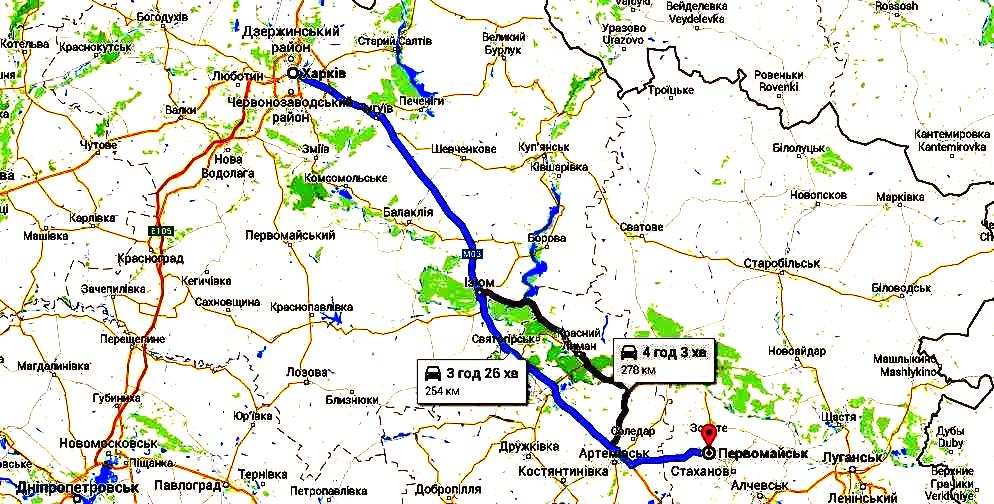 Богодухів
Валуйки
Вейделевка
Veydelevka
Rossosh
Котельва
Краснокутськ
Дзержинський
район
Старий Салтів
Великий
Бурлук
Уразово
Urazovo
Люботин
Харків
Троїцьке
Ровеньки
Rovenki
Валки
Червонозаводський
район
Чугуїв
Печеніги
Кантемировка
Kantemirovka
Чутове
Нова
Водолага
Зміїв
Шевченкове
Куп'янськ
Ківшарівка
Білолуцьк
Комсомольське
Новопсков
Марківка
Карлівка
Машівка
E105
Первомайський
Балаклія
Борова
Сватове
Красноград
M03
Старобільськ
Зачепилівка
Кегичівка
Сахновщина
Ізюм
Біловодськ
Краснопавлівка
Перещепине
Святогірськ
Красний
Лиман
4 год 3 хв
278 км
Новоайдар
Магдалинівка
Лозова
3 год 26 хв
254 км
Машлыкино
Mashlykino
Губиниха
Близнюки
Юр'ївка
Щастя
Дубы
Duby
Новомосковськ
Піщанка
Дружківка
Соледар
Артемівськ
Первомайськ
Луганськ
Дніпропетровськ
Павлоград
Тернівка
Петропавлівка
Добропілля
Костянтинівка
Стаханов
Алчевськ
Ленінський
Верхние
Грачики